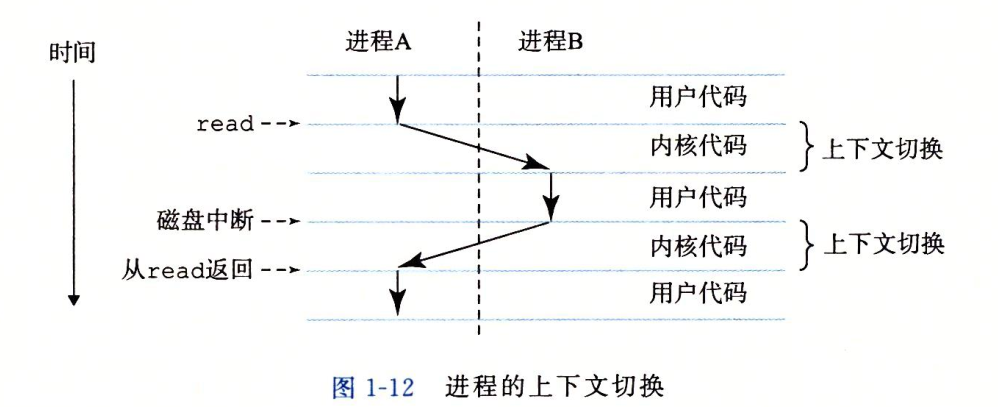 进程A
进程B
时间
用户代码
read
内核代码
上下文切换
用户代码
磁盘中断
内核代码
上下文切换
从read返回
用户代码
图 1-12 进程的上下文切换